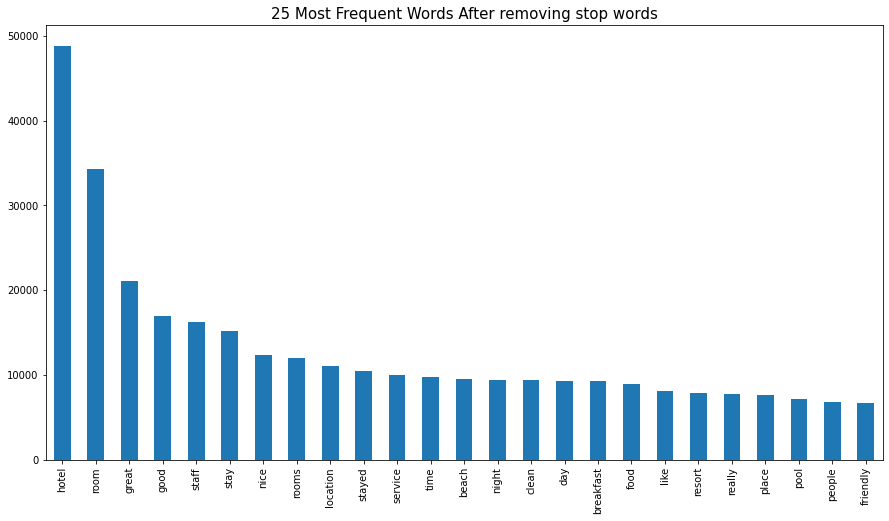 25 Most Frequent Words After removing stop words
50000
40000
30000
20000
10000
0
hotel
room
great
good
staff
stay
nice
rooms
location
stayed
service
time
beach
night
clean
day
breakfast
food
like
resort
really
place
pool
people
friendly